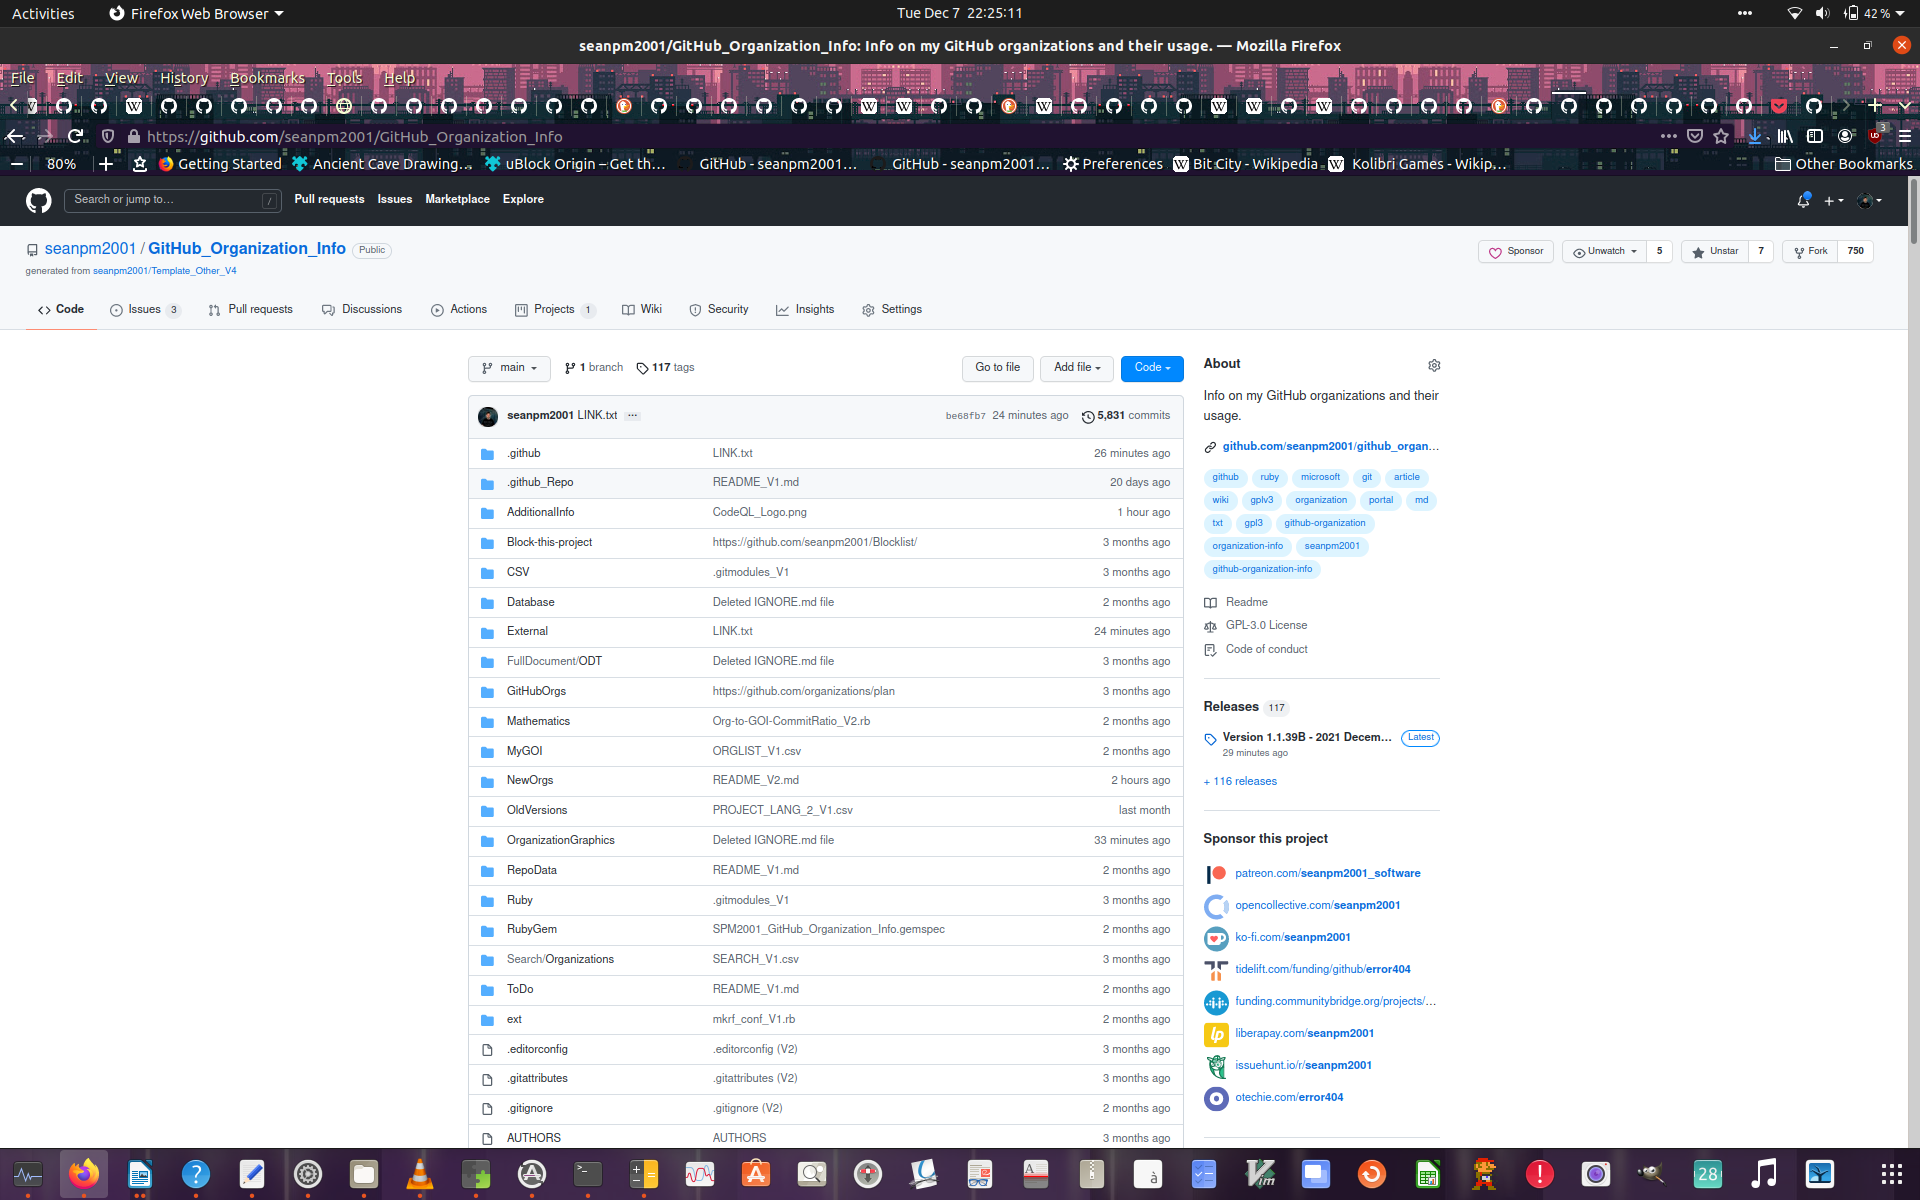 Activities Firefox Web Browser Tue Dec 7 22:25:11 42 %
seanpm2001/GitHub_Organization_Info: Info on my GitHub organizations and their usage. — Mozilla Firefox
File Edit View History Bookmarks Tools Help
https://github.com/seanpm2001/GitHub_Organization_Info 3
80% Getting Started Ancient Cave Drawing… uBlock Origin – Get th… GitHub - seanpm2001… GitHub - seanpm2001… Preferences Bit City - Wikipedia Kolibri Games - Wikip… Other Bookmarks
Search or jump to… / Pull requests Issues Marketplace Explore
seanpm2001 / GitHub_Organization_Info Public Sponsor Unwatch 5 Unstar 7 Fork 750
generated from seanpm2001/Template_Other_V4
Code Issues 3 Pull requests Discussions Actions Projects 1 Wiki Security Insights Settings
main 1 branch 117 tags Go to file Add file Code
seanpm2001 LINK.txt ... be68fb7 24 minutes ago 5,831 commits
.github LINK.txt 26 minutes ago
.github_Repo README_V1.md 20 days ago
AdditionalInfo CodeQL_Logo.png 1 hour ago
Block-this-project https://github.com/seanpm2001/Blocklist/ 3 months ago
CSV .gitmodules_V1 3 months ago
Database Deleted IGNORE.md file 2 months ago
External LINK.txt 24 minutes ago
FullDocument/ODT Deleted IGNORE.md file 3 months ago
GitHubOrgs https://github.com/organizations/plan 3 months ago
Mathematics Org-to-GOI-CommitRatio_V2.rb 2 months ago
MyGOI ORGLIST_V1.csv 2 months ago
NewOrgs README_V2.md 2 hours ago
OldVersions PROJECT_LANG_2_V1.csv last month
OrganizationGraphics Deleted IGNORE.md file 33 minutes ago
RepoData README_V1.md 2 months ago
Ruby .gitmodules_V1 3 months ago
RubyGem SPM2001_GitHub_Organization_Info.gemspec 2 months ago
Search/Organizations SEARCH_V1.csv 3 months ago
ToDo README_V1.md 2 months ago
ext mkrf_conf_V1.rb 2 months ago
.editorconfig .editorconfig (V2) 3 months ago
.gitattributes .gitattributes (V2) 3 months ago
.gitignore .gitignore (V2) 2 months ago
AUTHORS AUTHORS 3 months ago
About
Info on my GitHub organizations and their
usage.
github.com/seanpm2001/github_organ…
github ruby microsoft git article
wiki gplv3 organization portal md
txt gpl3 github-organization
organization-info seanpm2001
github-organization-info
Readme
GPL-3.0 License
Code of conduct
Releases 117
Version 1.1.39B - 2021 Decem… Latest
29 minutes ago
+ 116 releases
Sponsor this project
patreon.com/seanpm2001_software
opencollective.com/seanpm2001
ko-fi.com/seanpm2001
tidelift.com/funding/github/error404
funding.communitybridge.org/projects/…
liberapay.com/seanpm2001
issuehunt.io/r/seanpm2001
otechie.com/error404
28